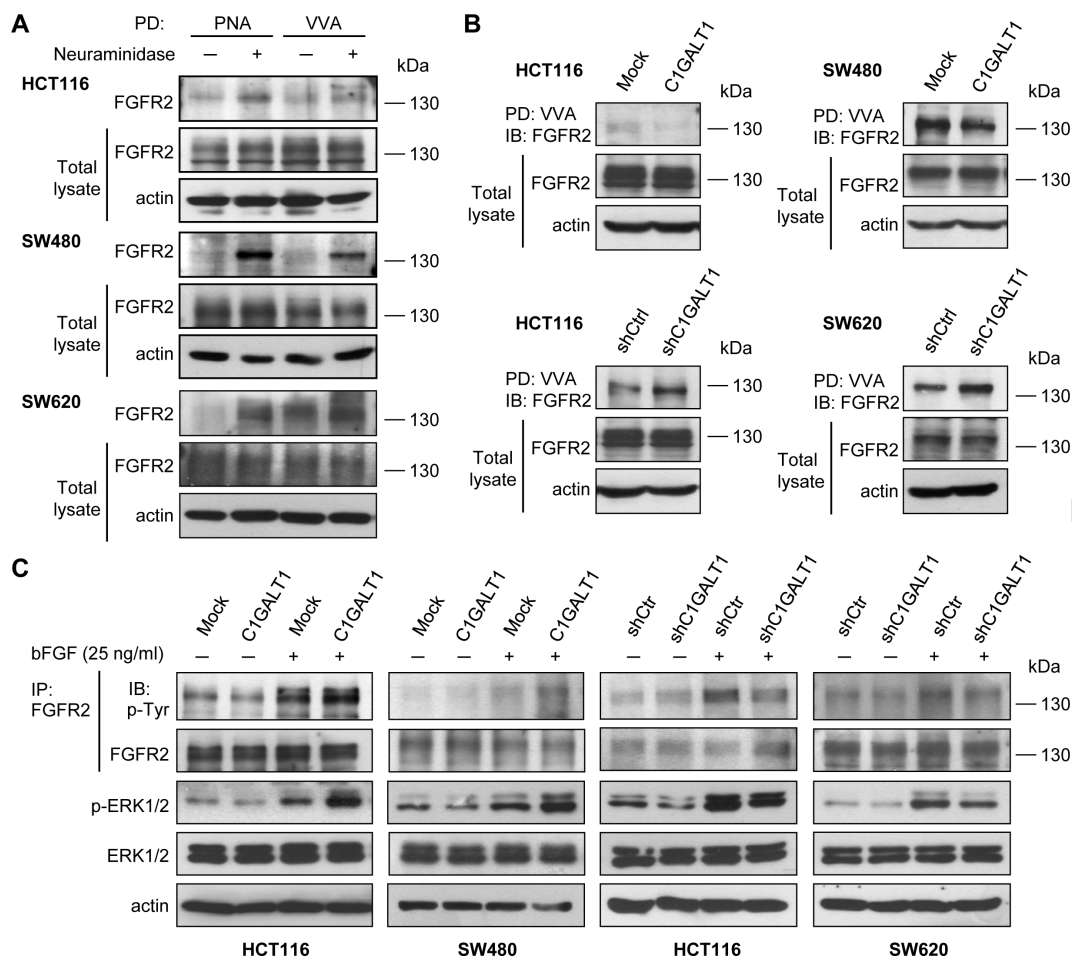 A
PD: PNA VVA
Neuraminidase – + – +
kDa
HCT116
FGFR2
130
Total lysate
FGFR2
130
actin
SW480
FGFR2
130
Total lysate
FGFR2
130
actin
SW620
FGFR2
130
Total lysate
FGFR2
130
actin
B
HCT116
Mock
C1GALT1
kDa
PD: VVA
IB: FGFR2
130
Total lysate
FGFR2
130
actin
SW480
Mock
C1GALT1
kDa
PD: VVA
IB: FGFR2
130
Total lysate
FGFR2
130
actin
HCT116
shCtrl
shC1GALT1
kDa
PD: VVA
IB: FGFR2
130
Total lysate
FGFR2
130
actin
SW620
shCtrl
shC1GALT1
kDa
PD: VVA
IB: FGFR2
130
Total lysate
FGFR2
130
actin
C
Mock C1GALT1 Mock C1GALT1 Mock C1GALT1 Mock C1GALT1 shCtr shC1GALT1 shCtr shC1GALT1 shCtr shC1GALT1 shCtr shC1GALT1
bFGF (25 ng/ml) – – + + – – + + – – + + – – + +
kDa
IP: FGFR2
IB: p-Tyr
130
FGFR2
130
p-ERK1/2
ERK1/2
actin
HCT116 SW480 HCT116 SW620